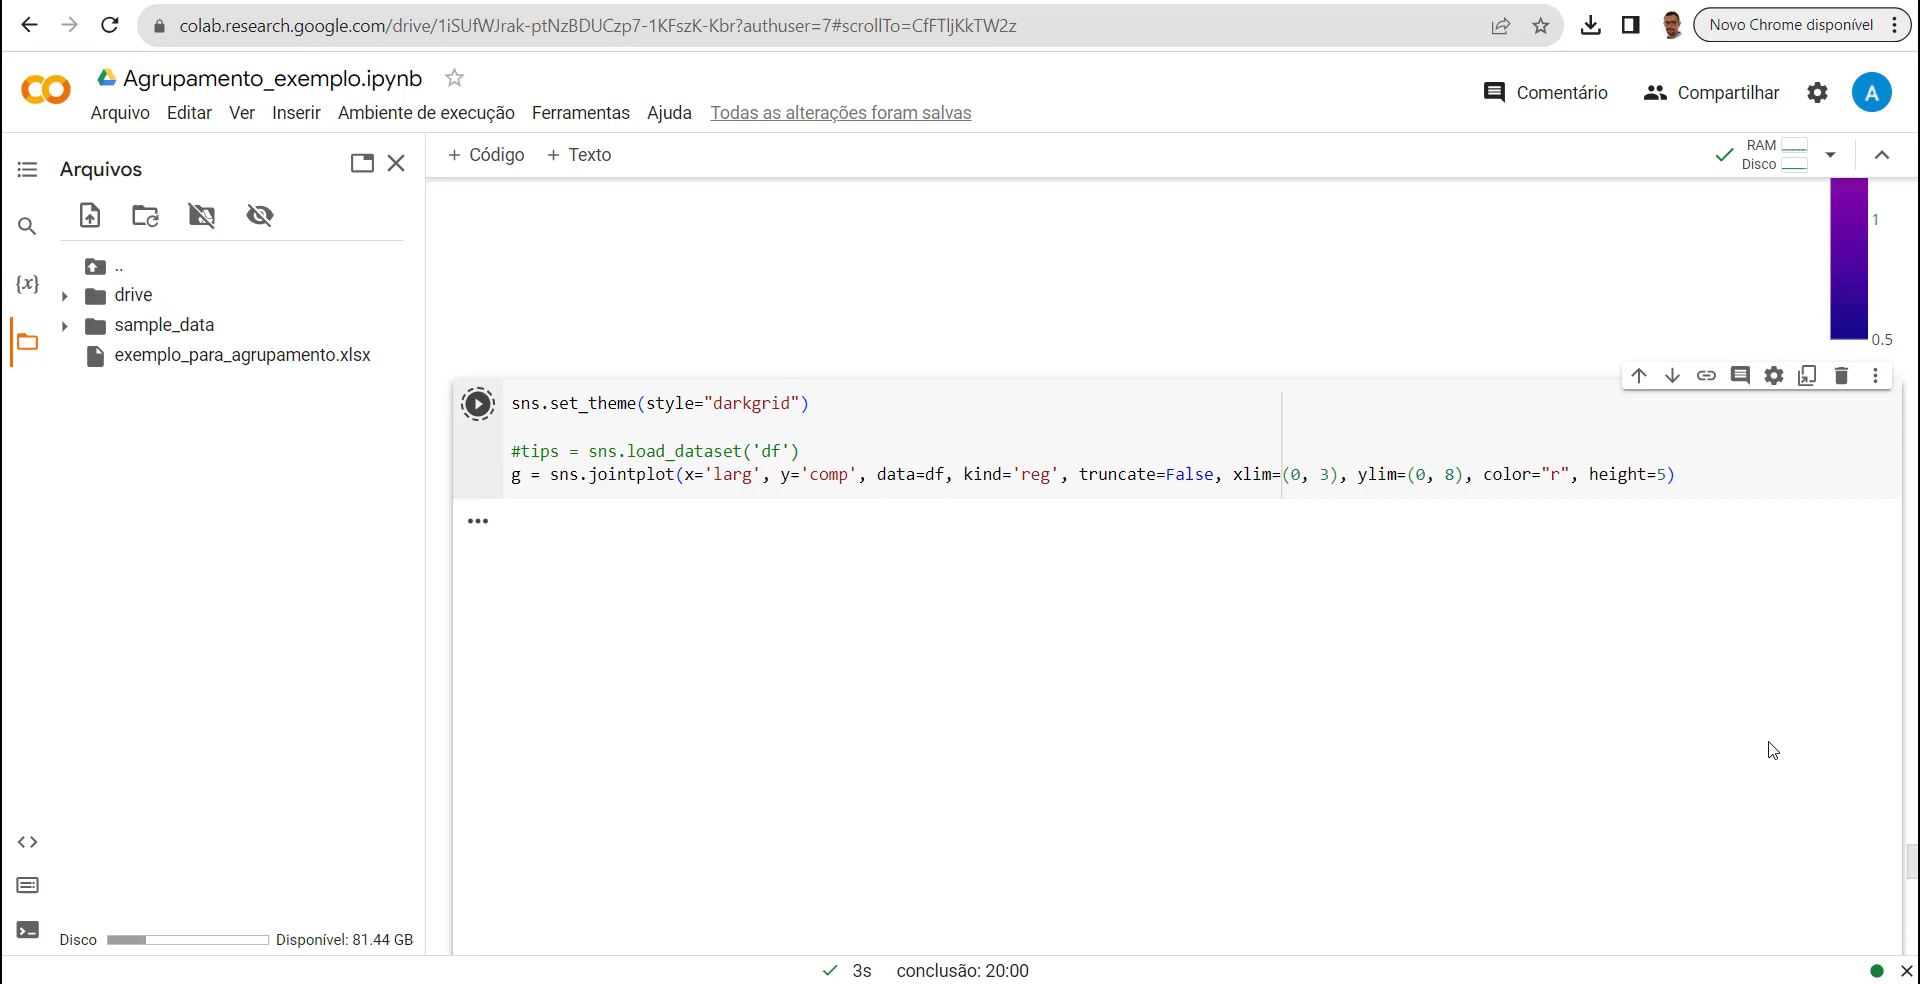 colab.research.google.com/drive/1iSUfWJrak-ptNzBDUCzp7-1KFszK-Kbr?authuser=7#scrollTo=CfFTljKkTW2z
Novo Chrome disponível
Agrupamento_exemplo.ipynb
Arquivo Editar Ver Inserir Ambiente de execução Ferramentas Ajuda Todas as alterações foram salvas
Comentário Compartilhar A
Arquivos
+ Código + Texto
RAM
Disco
..
drive
sample_data
exemplo_para_agrupamento.xlsx
1
0.5
{x}
sns.set_theme(style="darkgrid")
#tips = sns.load_dataset('df')
g = sns.jointplot(x='larg', y='comp', data=df, kind='reg', truncate=False, xlim=(0, 3), ylim=(0, 8), color="r", height=5)
Disco Disponível: 81.44 GB
3s conclusão: 20:00